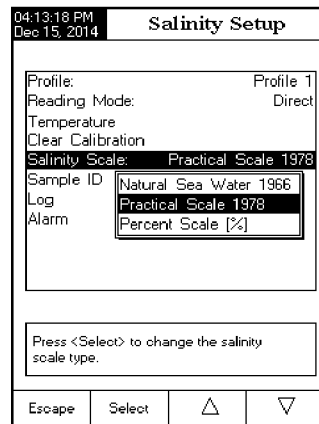 04:13:18 PM
Dec 15, 2014
Salinity Setup
Profile: Profile 1
Reading Mode: Direct
Temperature
Clear Calibration
Salinity Scale: Practical Scale 1978
Sample ID
Natural Sea Water 1966
Log
Practical Scale 1978
Alarm
Percent Scale [%]
Press <Select> to change the salinity
scale type.
Escape Select